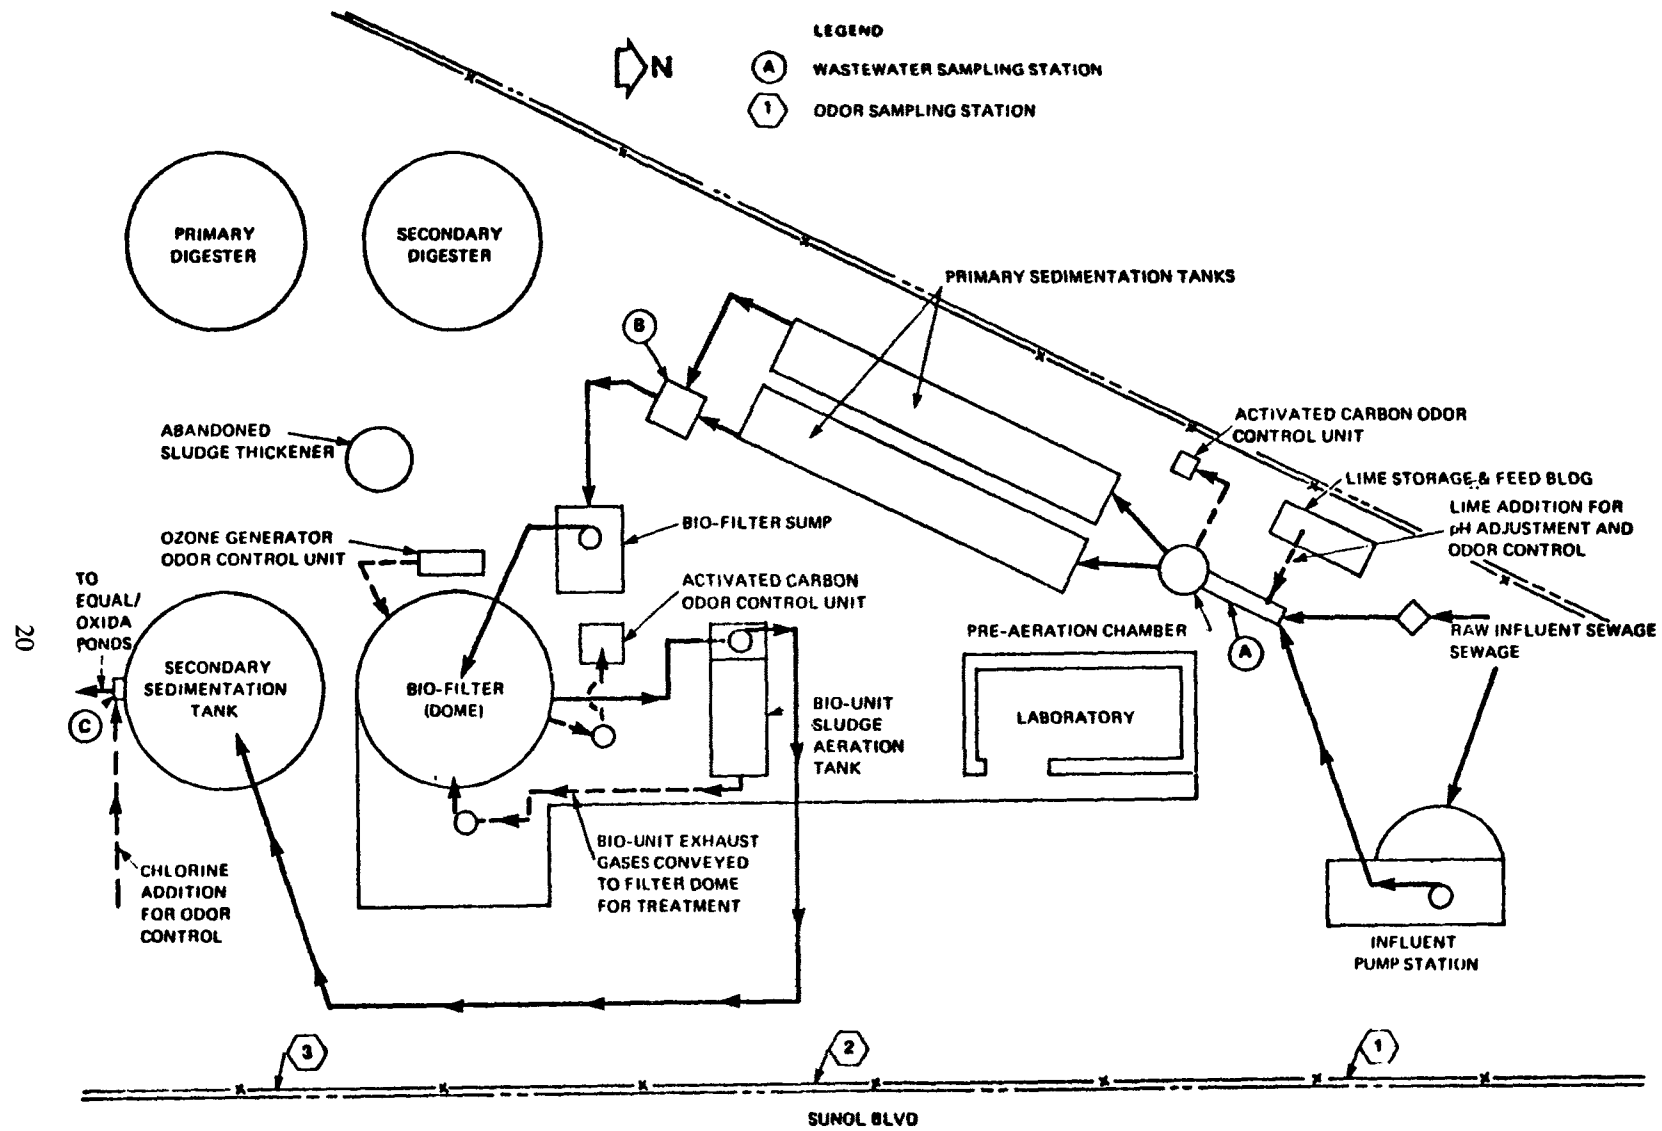 LEGEND
N
A WASTEWATER SAMPLING STATION
1 ODOR SAMPLING STATION
PRIMARY
DIGESTER
SECONDARY
DIGESTER
PRIMARY SEDIMENTATION TANKS
B
ACTIVATED CARBON ODOR
CONTROL UNIT
ABANDONED
SLUDGE THICKENER
LIME STORAGE & FEED BLDG
LIME ADDITION FOR
pH ADJUSTMENT AND
ODOR CONTROL
BIO-FILTER SUMP
OZONE GENERATOR
ODOR CONTROL UNIT
ACTIVATED CARBON
ODOR CONTROL UNIT
TO
EQUAL/
OXIDA
PONDS
20
PRE-AERATION CHAMBER
A
RAW INFLUENT SEWAGE
SEWAGE
SECONDARY
SEDIMENTATION
TANK
BIO-FILTER
(DOME)
BIO-UNIT
SLUDGE
AERATION
TANK
LABORATORY
C
BIO-UNIT EXHAUST
GASES CONVEYED
TO FILTER DOME
FOR TREATMENT
CHLORINE
ADDITION
FOR ODOR
CONTROL
INFLUENT
PUMP STATION
3
2
1
SUNOL BLVD